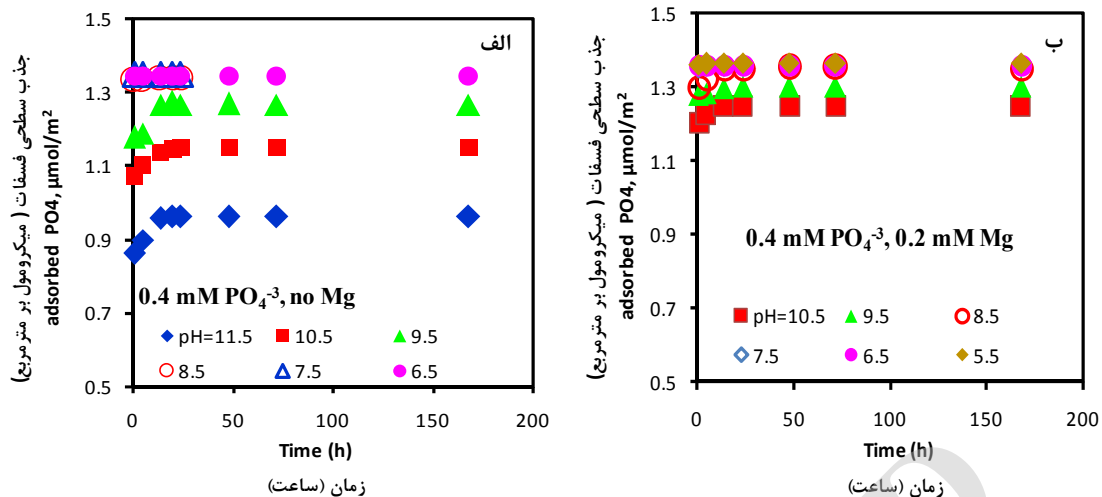 جذب سطحی فسفات ( میکرومول بر مترمربع)
adsorbed PO4, µmol/m²
1.5
1.3
1.1
0.9
0.7
0.5
الف
0.4 mM PO₄⁻³, no Mg
pH=11.5 10.5 9.5
8.5 7.5 6.5
0 50 100 150 200
Time (h)
زمان (ساعت)
جذب سطحی فسفات ( میکرومول بر مترمربع)
adsorbed PO4, µmol/m²
1.5
1.3
1.1
0.9
0.7
0.5
ب
0.4 mM PO₄⁻³, 0.2 mM Mg
pH=10.5 9.5 8.5
7.5 6.5 5.5
0 50 100 150 200
Time (h)
زمان (ساعت)